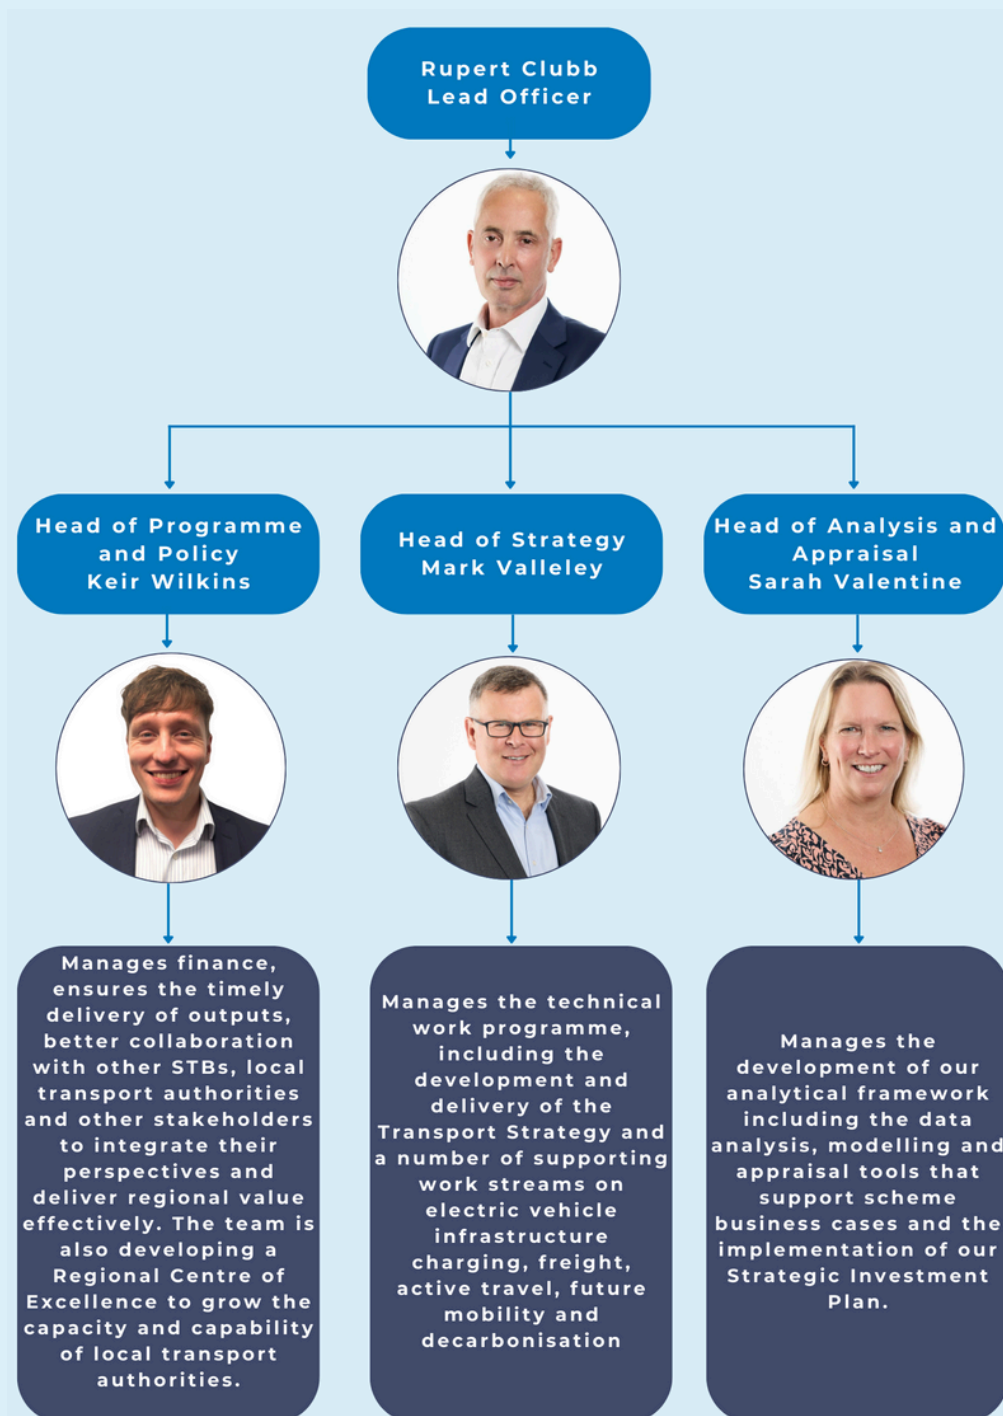 Rupert Clubb
Lead Officer
Head of Programme
and Policy
Keir Wilkins
Head of Strategy
Mark Valleley
Head of Analysis and
Appraisal
Sarah Valentine
Manages finance,
ensures the timely
delivery of outputs,
better collaboration
with other STBs, local
transport authorities
and other stakeholders
to integrate their
perspectives and
deliver regional value
effectively. The team is
also developing a
Regional Centre of
Excellence to grow the
capacity and capability
of local transport
authorities.
Manages the technical
work programme,
including the
development and
delivery of the
Transport Strategy and
a number of supporting
work streams on
electric vehicle
infrastructure
charging, freight,
active travel, future
mobility and
decarbonisation
Manages the
development of our
analytical framework
including the data
analysis, modelling and
appraisal tools that
support scheme
business cases and the
implementation of our
Strategic Investment
Plan.